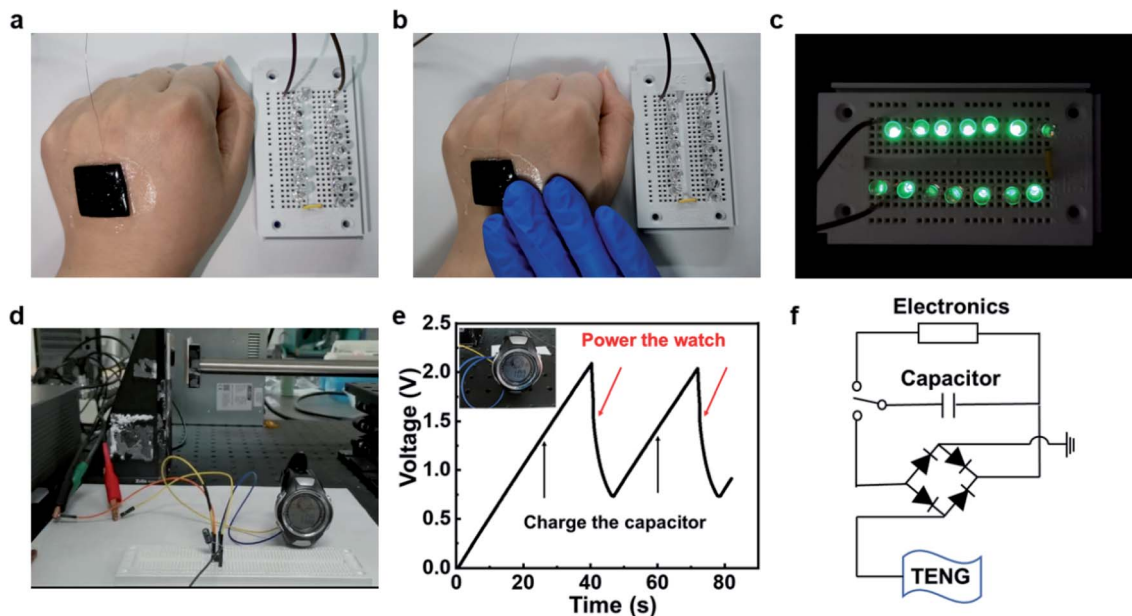 a
b
c
d
e
2.5
2.0
1.5
1.0
0.5
0.0
Voltage (V)
Power the watch
Charge the capacitor
0
20
40
60
80
Time (s)
f
Electronics
Capacitor
TENG